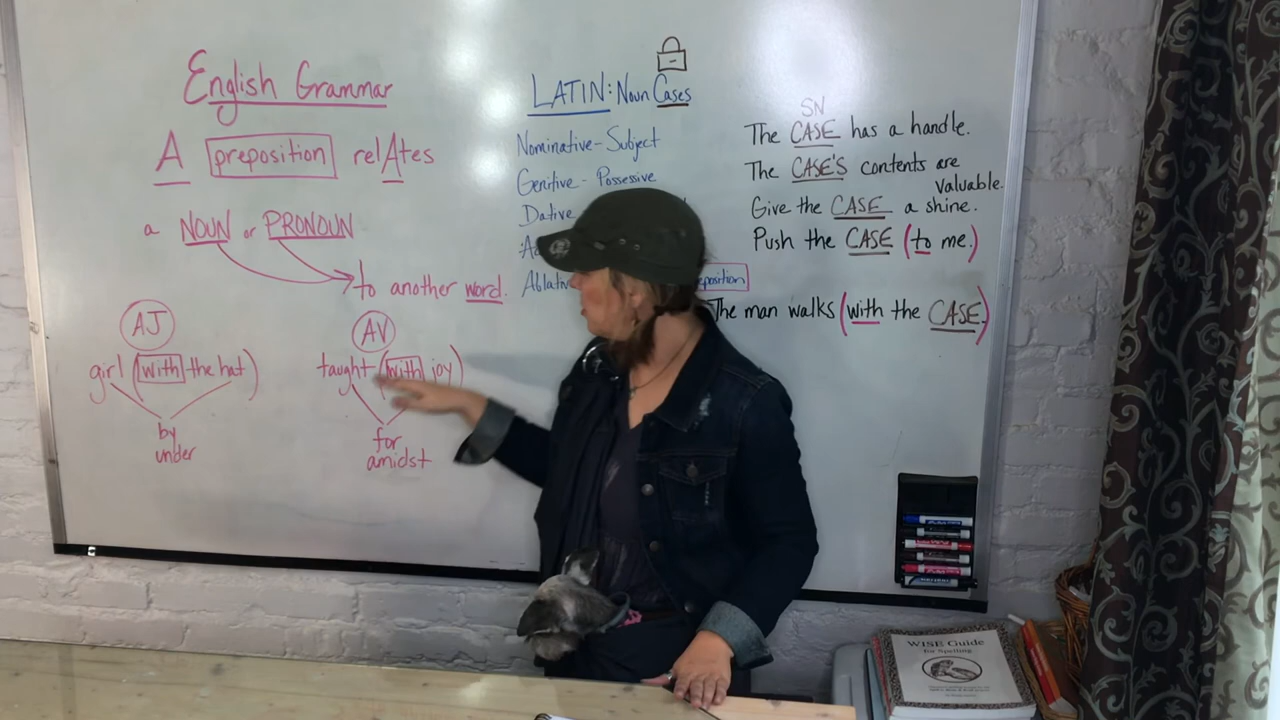 English Grammar
A preposition relAtes
a NOUN or PRONOUN
to another word.
AJ
girl (with the hat)
by
under
AV
taught (with joy)
for
amidst
LATIN: Noun Cases
Nominative - Subject
Genitive - Possessive
Dative
Ablative
SN
The CASE has a handle.
The CASE'S contents are
valuable.
Give the CASE a shine.
Push the CASE (to me.)
The man walks (with the CASE.)
WISE Guide
for Spelling